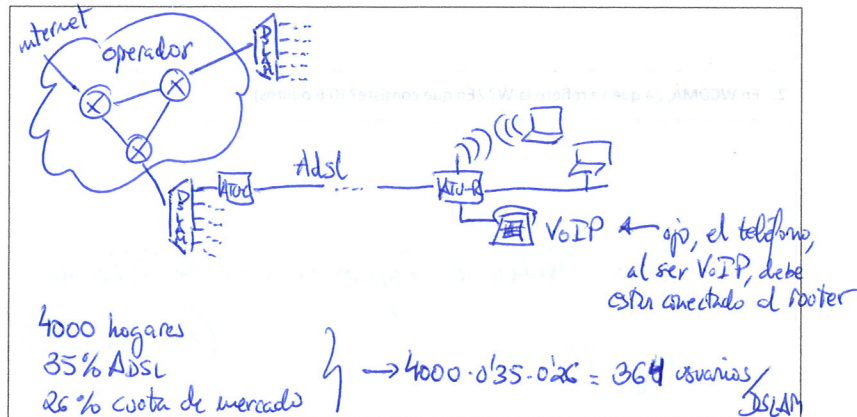 internet
operador
DSLAM
ATU-C
Adsl
ATU-R
DSLAM
VoIP ← ojo, el teléfono,
al ser VoIP, debe
estar conectado al router
4000 hogares
35% ADSL
26% cuota de mercado
→ 4000·0'35·0'26 = 364 usuarios/DSLAM